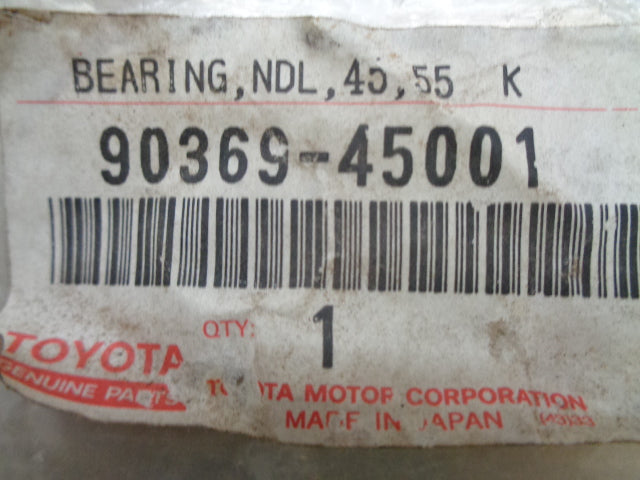 BEARING,NDL,45,55 K
90369-45001
QTY: 1
TOYOTA
GENUINE PARTS
TOYOTA MOTOR CORPORATION
MADE IN JAPAN